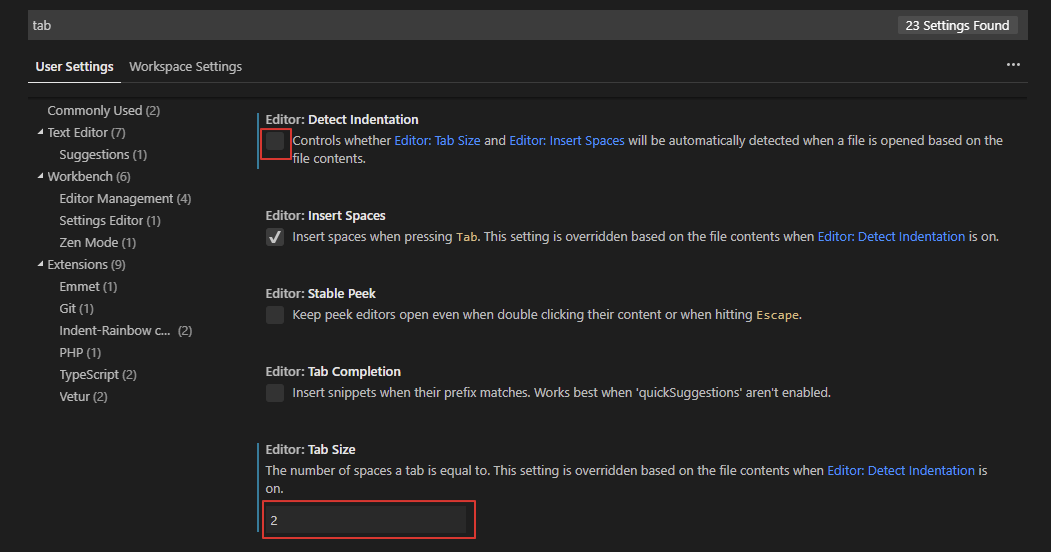 tab
23 Settings Found
User Settings
Workspace Settings
...
Commonly Used (2)
Text Editor (7)
Suggestions (1)
Workbench (6)
Editor Management (4)
Settings Editor (1)
Zen Mode (1)
Extensions (9)
Emmet (1)
Git (1)
Indent-Rainbow c... (2)
PHP (1)
TypeScript (2)
Vetur (2)
Editor: Detect Indentation
Controls whether Editor: Tab Size and Editor: Insert Spaces will be automatically detected when a file is opened based on the
file contents.
Editor: Insert Spaces
Insert spaces when pressing Tab. This setting is overridden based on the file contents when Editor: Detect Indentation is on.
Editor: Stable Peek
Keep peek editors open even when double clicking their content or when hitting Escape.
Editor: Tab Completion
Insert snippets when their prefix matches. Works best when 'quickSuggestions' aren't enabled.
Editor: Tab Size
The number of spaces a tab is equal to. This setting is overridden based on the file contents when Editor: Detect Indentation is
on.
2